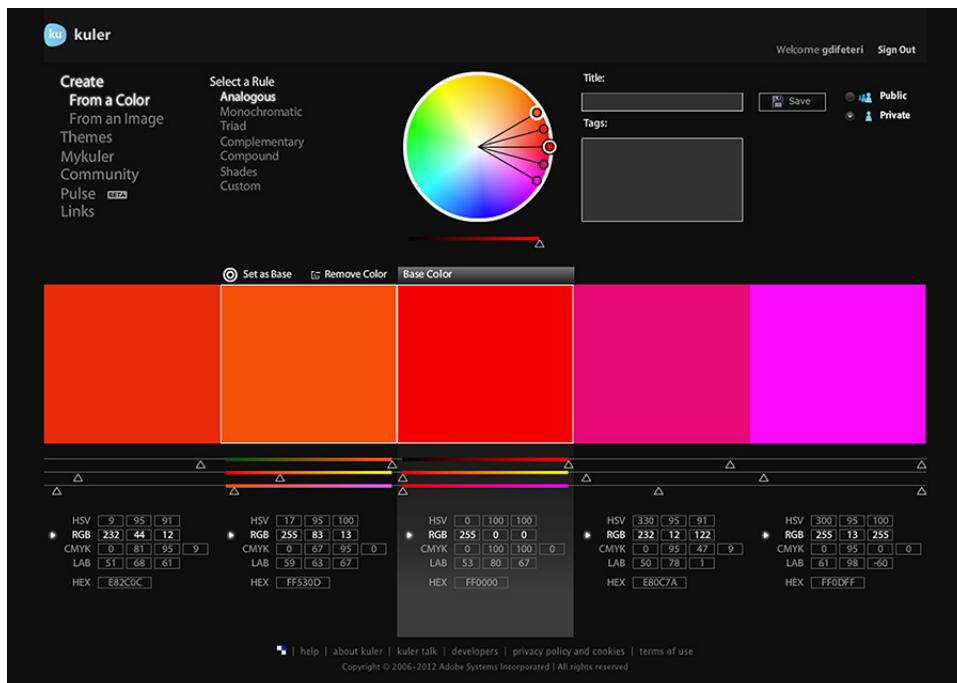 ku kuler
Welcome gdifeteri Sign Out
Create
From a Color
From an Image
Themes
Mykuler
Community
Pulse BETA
Links
Select a Rule
Analogous
Monochromatic
Triad
Complementary
Compound
Shades
Custom
Title:
Save
Public
Private
Tags:
Set as Base Remove Color Base Color
HSV 9 95 91
RGB 232 44 12
CMYK 0 81 95 9
LAB 51 68 61
HEX E82C0C
HSV 17 95 100
RGB 255 83 13
CMYK 0 67 95 0
LAB 59 63 67
HEX FF530D
HSV 0 100 100
RGB 255 0 0
CMYK 0 100 100 0
LAB 53 80 67
HEX FF0000
HSV 330 95 91
RGB 232 12 122
CMYK 0 95 47 9
LAB 50 78 1
HEX E80C7A
HSV 300 95 100
RGB 255 13 255
CMYK 0 95 0 0
LAB 61 98 -60
HEX FF0DFF
| help | about kuler | kuler talk | developers | privacy policy and cookies | terms of use
Copyright © 2006-2012 Adobe Systems Incorporated | All rights reserved